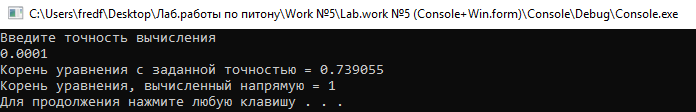 C:\Users\fredf\Desktop\Лаб.работы по питону\Work №5\Lab.work №5 (Console+Win.form)\Console\Debug\Console.exe
Введите точность вычисления
0.0001
Корень уравнения с заданной точностью = 0.739055
Корень уравнения, вычисленный напрямую = 1
Для продолжения нажмите любую клавишу . . .